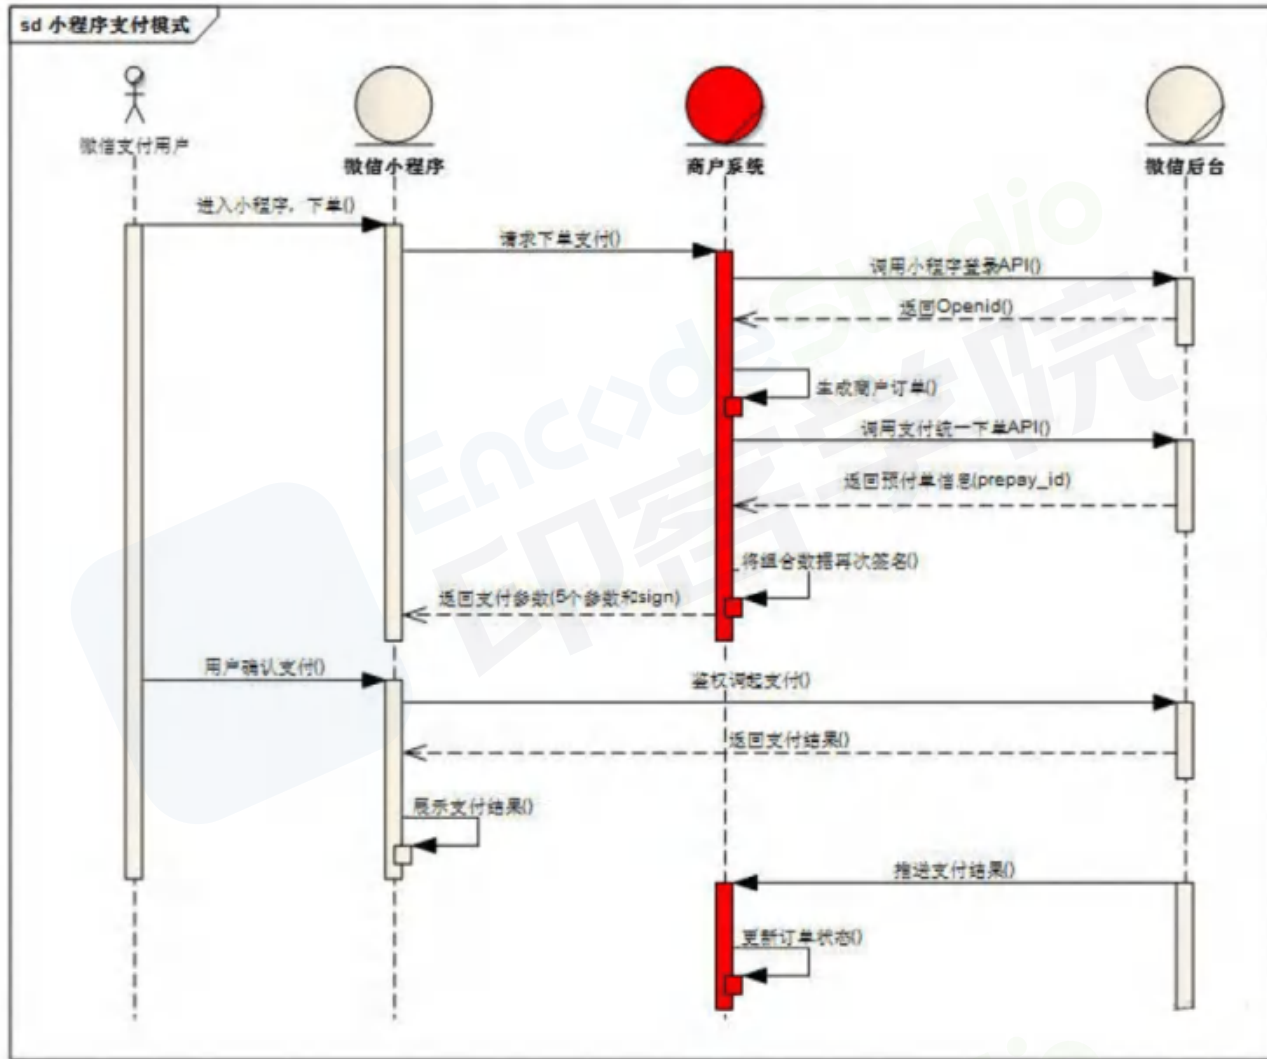 sd 小程序支付模式
微信支付用户
微信小程序
商户系统
微信后台
进入小程序，下单()
请求下单支付()
调用小程序登录API()
返回Openid()
生成商户订单()
调用支付统一下单API()
返回预付单信息(prepay_id)
将组合数据再次签名()
返回支付参数(5个参数和sign)
用户确认支付()
鉴权调起支付()
返回支付结果()
展示支付结果()
推送支付结果()
更新订单状态()
EncodeStudio
印客学院